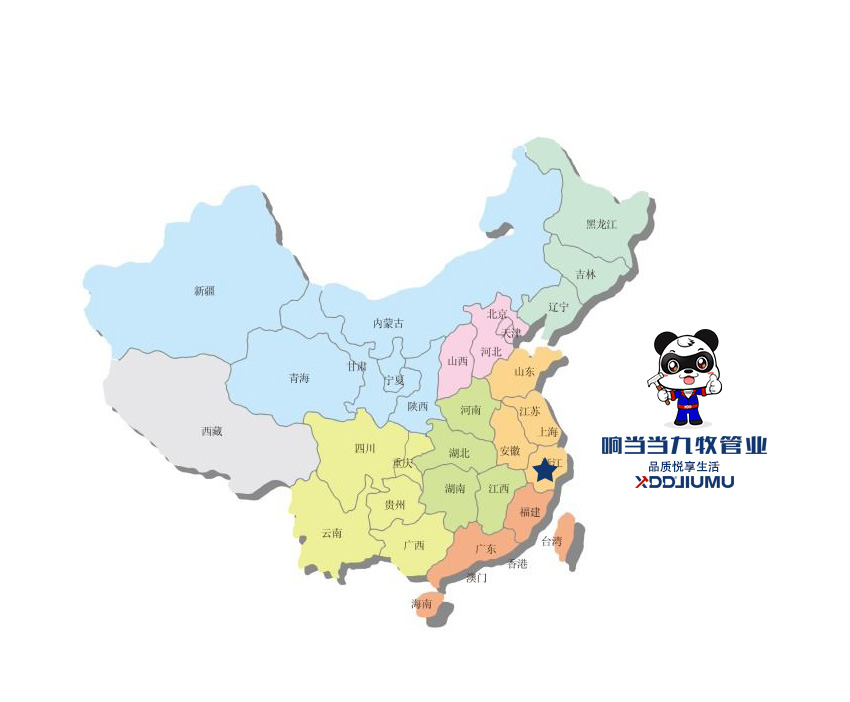 黑龙江
吉林
新疆
辽宁
北京
内蒙古
天津
河北
山西
甘肃
山东
青海
宁夏
陕西
河南
江苏
西藏
上海
响当当九牧管业
四川
湖北
安徽
重庆
江
品质悦享生活
XDDJIUMU
湖南
江西
贵州
福建
云南
台湾
广西
广东
香港
澳门
海南